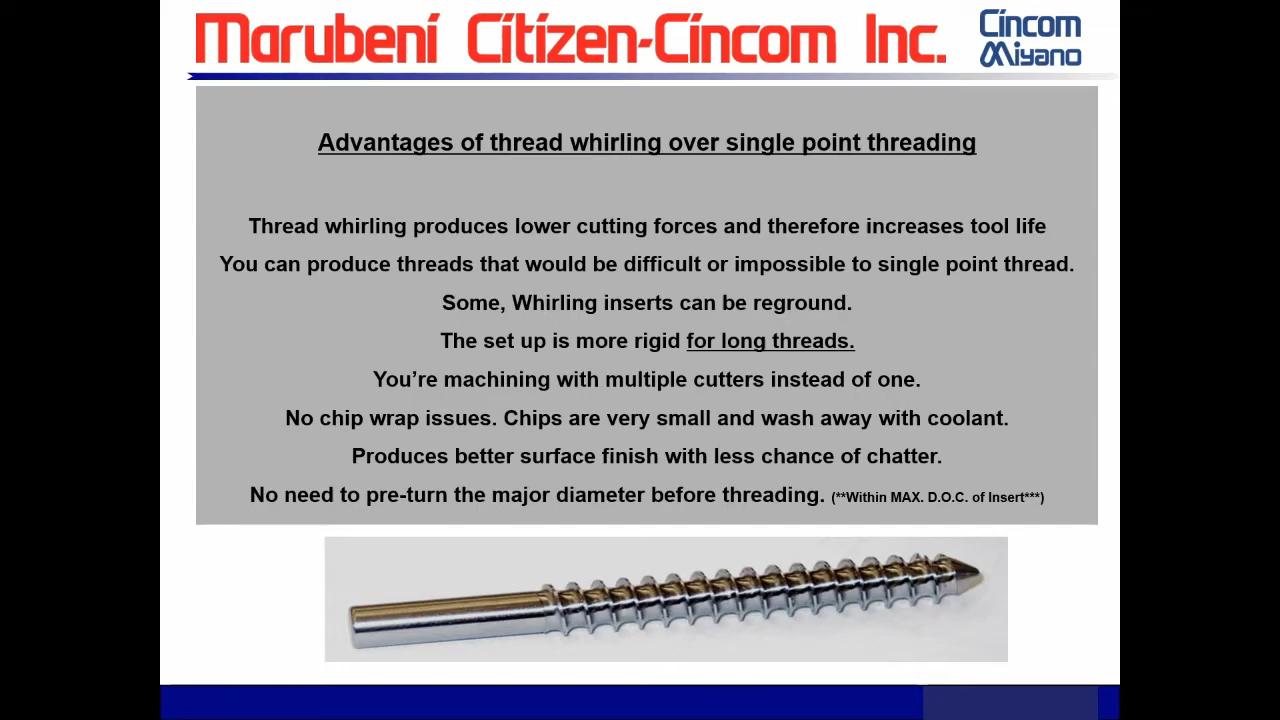 Marubeni Citizen-Cincom Inc.
Cincom
Miyano
Advantages of thread whirling over single point threading
Thread whirling produces lower cutting forces and therefore increases tool life
You can produce threads that would be difficult or impossible to single point thread.
Some, Whirling inserts can be reground.
The set up is more rigid for long threads.
You’re machining with multiple cutters instead of one.
No chip wrap issues. Chips are very small and wash away with coolant.
Produces better surface finish with less chance of chatter.
No need to pre-turn the major diameter before threading. (**Within MAX. D.O.C. of Insert***)